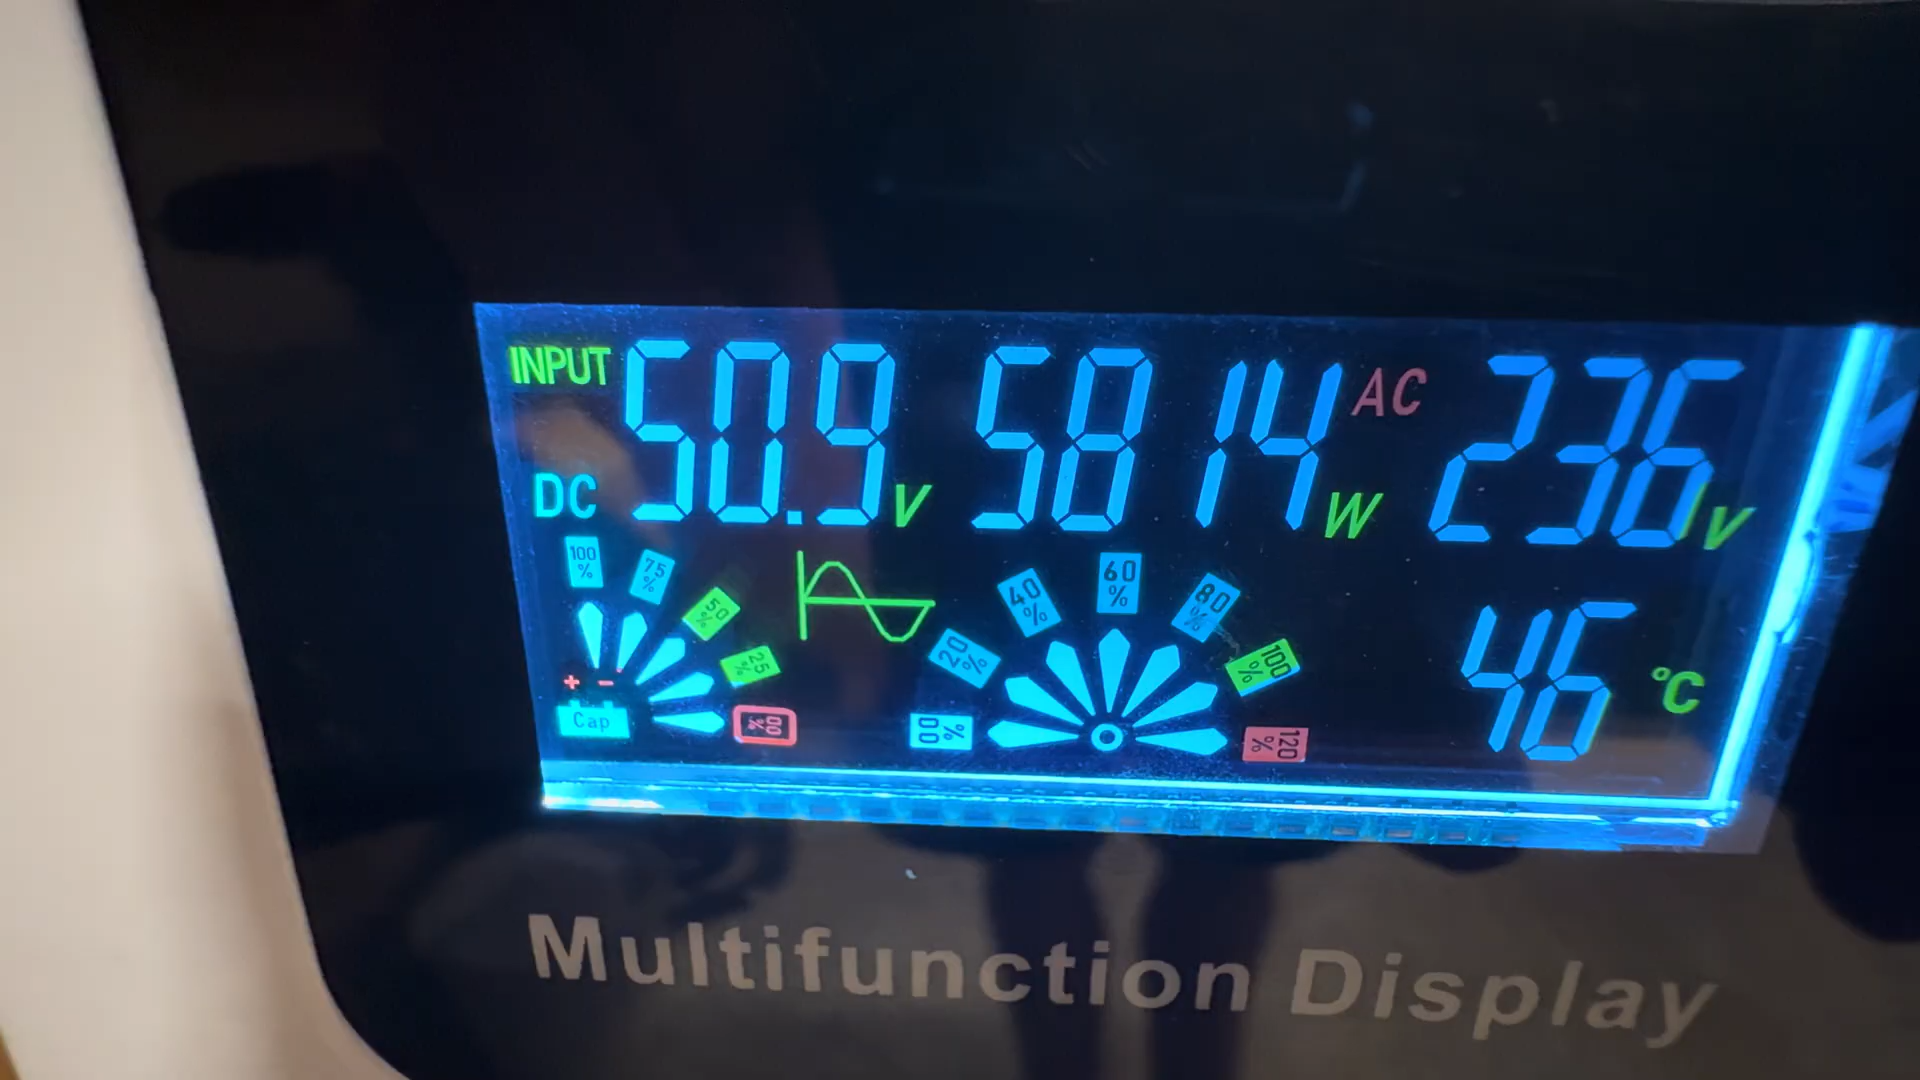 INPUT DC 50.9 V 5814 W AC 236 V
100 % 75 % 50 % 25 % 00 %
+ -
Cap
00 % 20 % 40 % 60 % 80 % 100 % 120 %
46 °C
Multifunction Display